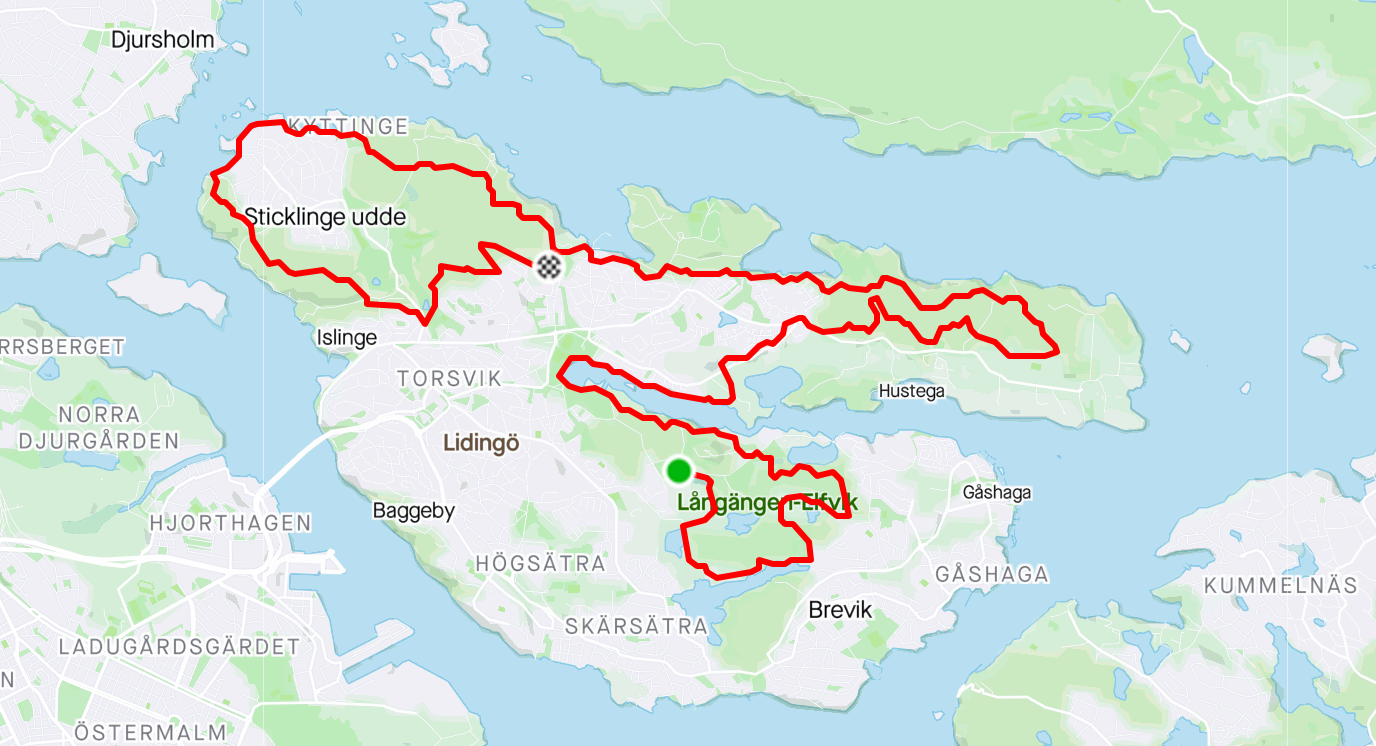 Djursholm
KYTTINGE
Sticklinge udde
Islinge
RRSBERGET
TORSVIK
Hustega
NORRA
DJURGÅRDEN
Lidingö
Långängen-Elfvik
Gåshaga
Baggeby
HJORTHAGEN
HÖGSÄTRA
GÅSHAGA
KUMMELNÄS
Brevik
SKÄRSÄTRA
LADUGÅRDSGÄRDET
N
ÖSTERMALM